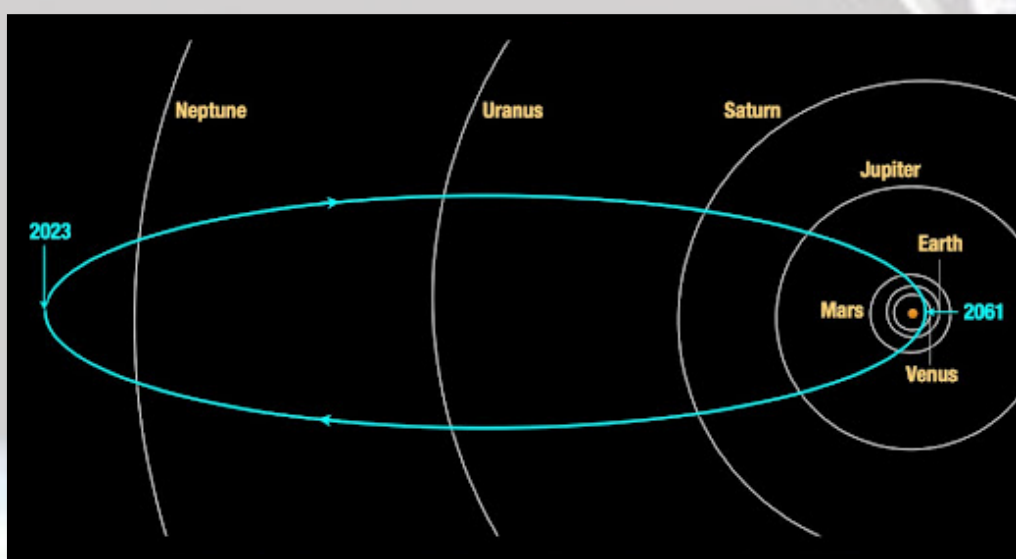 Neptune
Uranus
Saturn
Jupiter
2023
Earth
Mars
2061
Venus